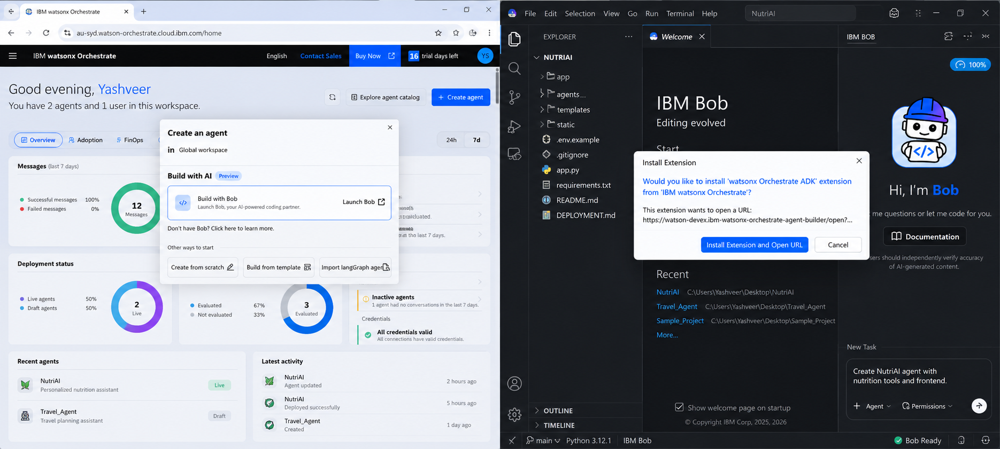 IBM watsonx Orchestrate
au-syd.watson-orchestrate.cloud.ibm.com/home
IBM watsonx Orchestrate
English
Contact Sales
Buy Now
16 trial days left
YS
Good evening, Yashveer
You have 2 agents and 1 user in this workspace.
Explore agent catalog
+ Create agent
Overview
Adoption
FinOps
24h
7d
Messages (last 7 days)
Successful messages 100%
Failed messages 0%
12
Messages
Create an agent
in Global workspace
Build with AI Preview
</> Build with Bob
Launch Bob, your AI-powered coding partner.
Launch Bob
Don't have Bob? Click here to learn more.
Other ways to start
Create from scratch
Build from template
Import langGraph agen
the last 7 days.
Deployment status
Live agents 50%
Draft agents 50%
2
Live
Evaluated 67%
Not evaluated 33%
3
Evaluated
Inactive agents
1 agent had no conversations in the last 7 days.
Credentials
All credentials valid
All connections have valid credentials.
Recent agents
NutriAI
Personalized nutrition assistant
Live
Travel_Agent
Travel planning assistant
Draft
Latest activity
NutriAI
Agent updated
2 hours ago
NutriAI
Deployed successfully
5 hours ago
Travel_Agent
Created
1 day ago
File Edit Selection View Go Run Terminal Help
NutriAI
EXPLORER
NUTRIAI
app
agents...
templates
static
.env.example
.gitignore
app.py
requirements.txt
README.md
DEPLOYMENT.md
OUTLINE
TIMELINE
Welcome
IBM Bob
Editing evolved
Start
Install Extension
Would you like to install 'watsonx Orchestrate ADK' extension
from 'IBM watsonx Orchestrate'?
This extension wants to open a URL:
https://watson-devex.ibm-watsonx-orchestrate-agent-builder/open?...
Install Extension and Open URL
Cancel
Recent
NutriAI C:\Users\Yashveer\Desktop\NutriAI
Travel_Agent C:\Users\Yashveer\Desktop\Travel_Agent
Sample_Project C:\Users\Yashveer\Desktop\Sample_Project
More...
Show welcome page on startup
© Copyright IBM Corp, 2025, 2026
IBM BOB
100%
</>
Hi, I'm Bob
me questions or let me code for you.
Documentation
sers should independently verify accuracy
of AI-generated content.
New Task
Create NutriAI agent with
nutrition tools and frontend.
+ Agent
Permissions
main
Python 3.12.1
IBM Bob
Bob Ready